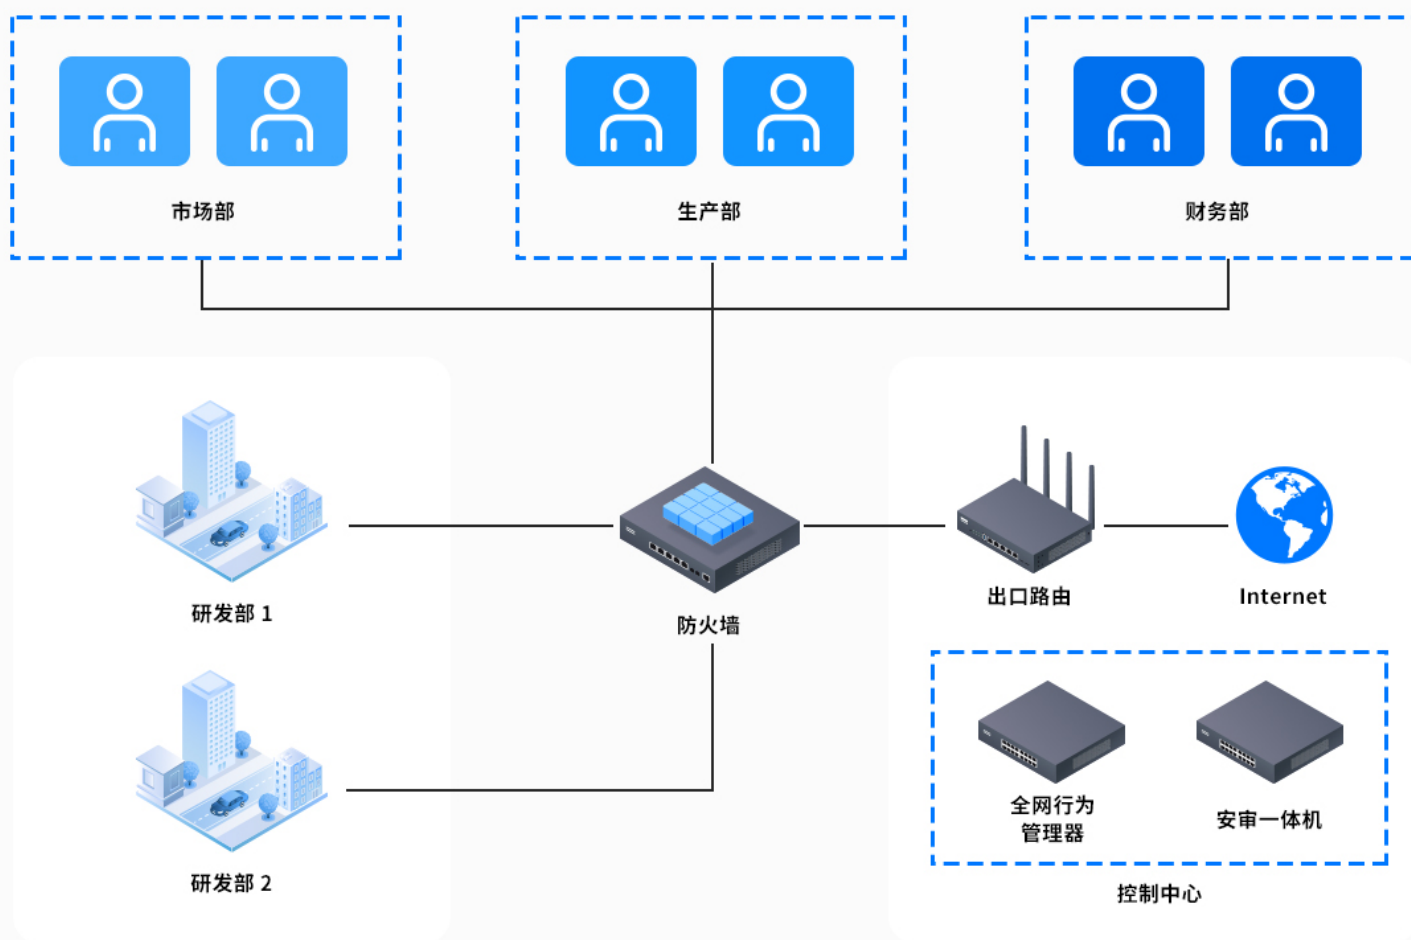 市场部
生产部
财务部
研发部 1
防火墙
出口路由
Internet
研发部 2
全网行为
管理器
安审一体机
控制中心